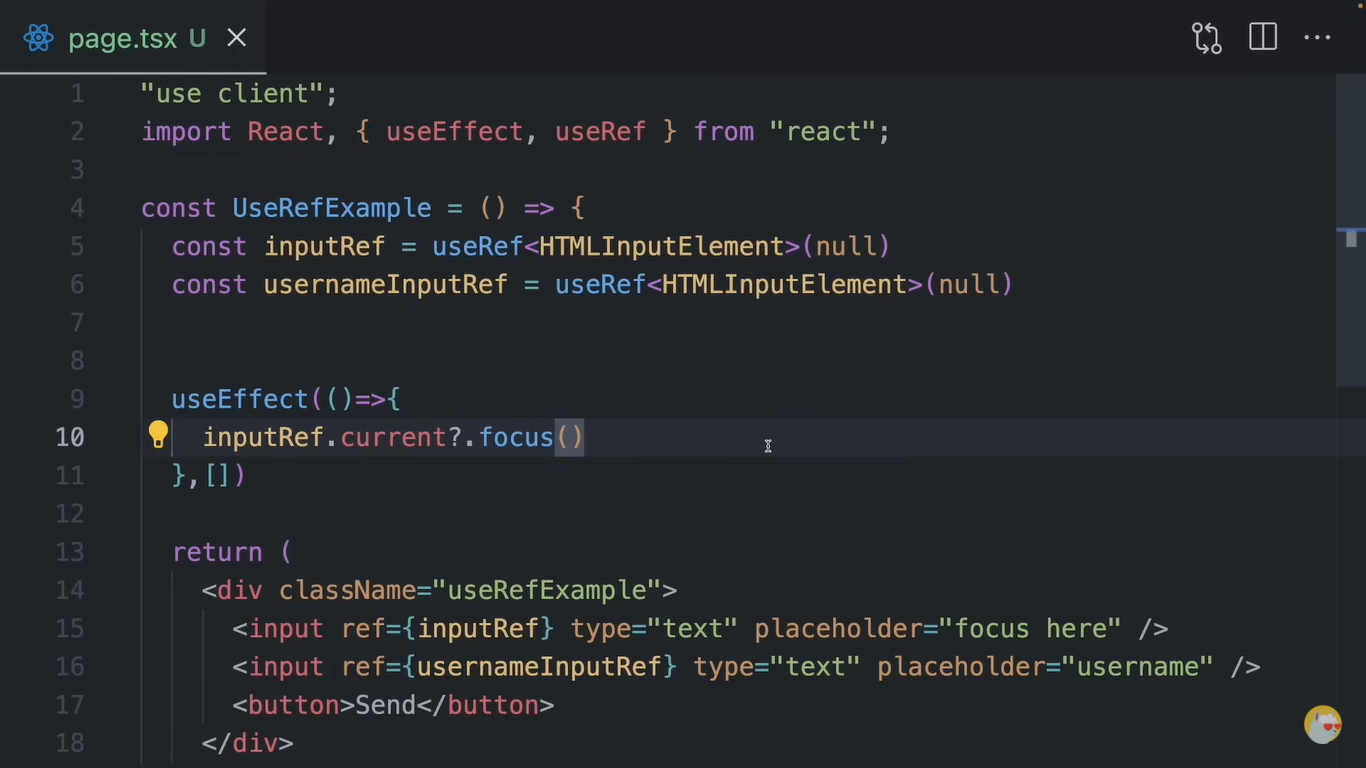 page.tsx U
1 "use client";
2 import React, { useEffect, useRef } from "react";
3
4 const UseRefExample = () => {
5 const inputRef = useRef<HTMLInputElement>(null)
6 const usernameInputRef = useRef<HTMLInputElement>(null)
7
8
9 useEffect(()=>{
10 inputRef.current?.focus()
11 },[])
12
13 return (
14 <div className="useRefExample">
15 <input ref={inputRef} type="text" placeholder="focus here" />
16 <input ref={usernameInputRef} type="text" placeholder="username" />
17 <button>Send</button>
18 </div>